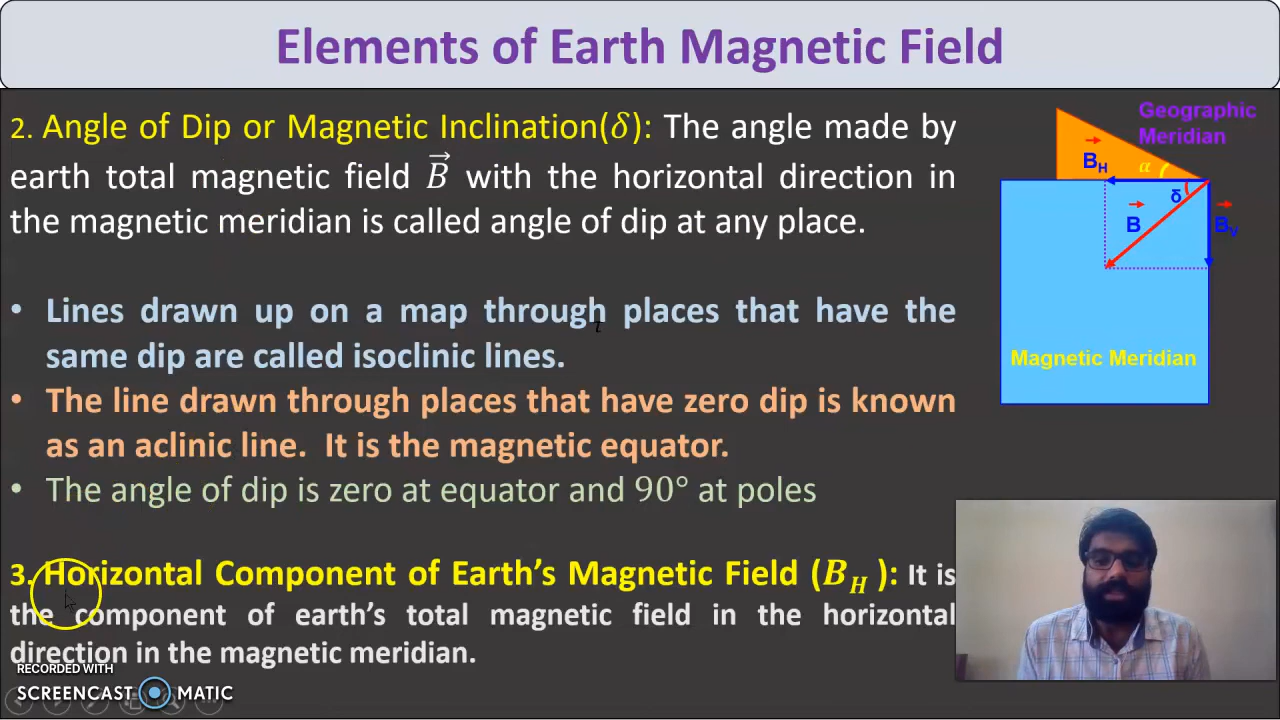 Elements of Earth Magnetic Field
2. Angle of Dip or Magnetic Inclination(δ): The angle made by
earth total magnetic field B⃗ with the horizontal direction in
the magnetic meridian is called angle of dip at any place.
• Lines drawn up on a map through places that have the
same dip are called isoclinic lines.
• The line drawn through places that have zero dip is known
as an aclinic line. It is the magnetic equator.
• The angle of dip is zero at equator and 90° at poles
3. Horizontal Component of Earth's Magnetic Field (B_H ): It is
the component of earth's total magnetic field in the horizontal
direction in the magnetic meridian.
Geographic
Meridian
B_H
α
δ
B
B_V
Magnetic Meridian
RECORDED WITH
SCREENCAST MATIC